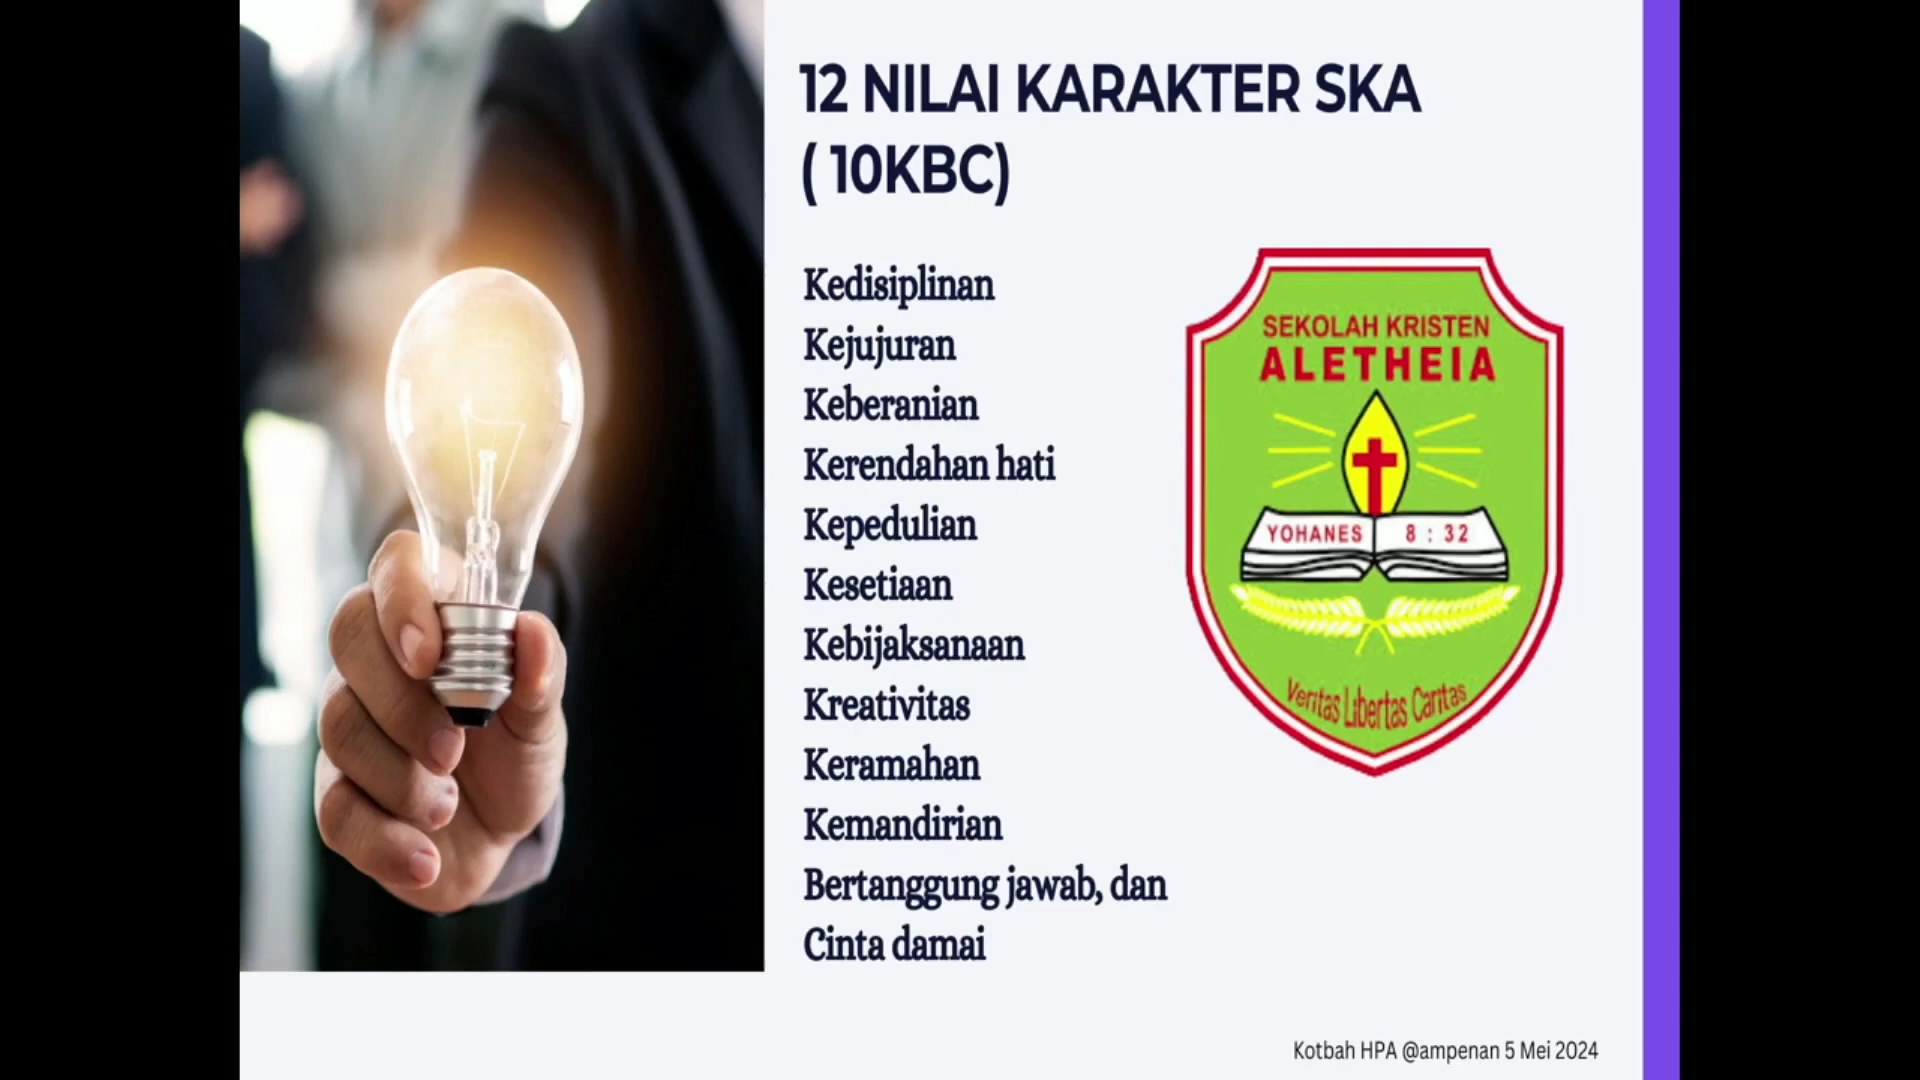 12 NILAI KARAKTER SKA
( 10KBC)
Kedisiplinan
Kejujuran
Keberanian
Kerendahan hati
Kepedulian
Kesetiaan
Kebijaksanaan
Kreativitas
Keramahan
Kemandirian
Bertanggung jawab, dan
Cinta damai
SEKOLAH KRISTEN
ALETHEIA
YOHANES 8 : 32
Veritas Libertas Caritas
Kotbah HPA @ampenan 5 Mei 2024